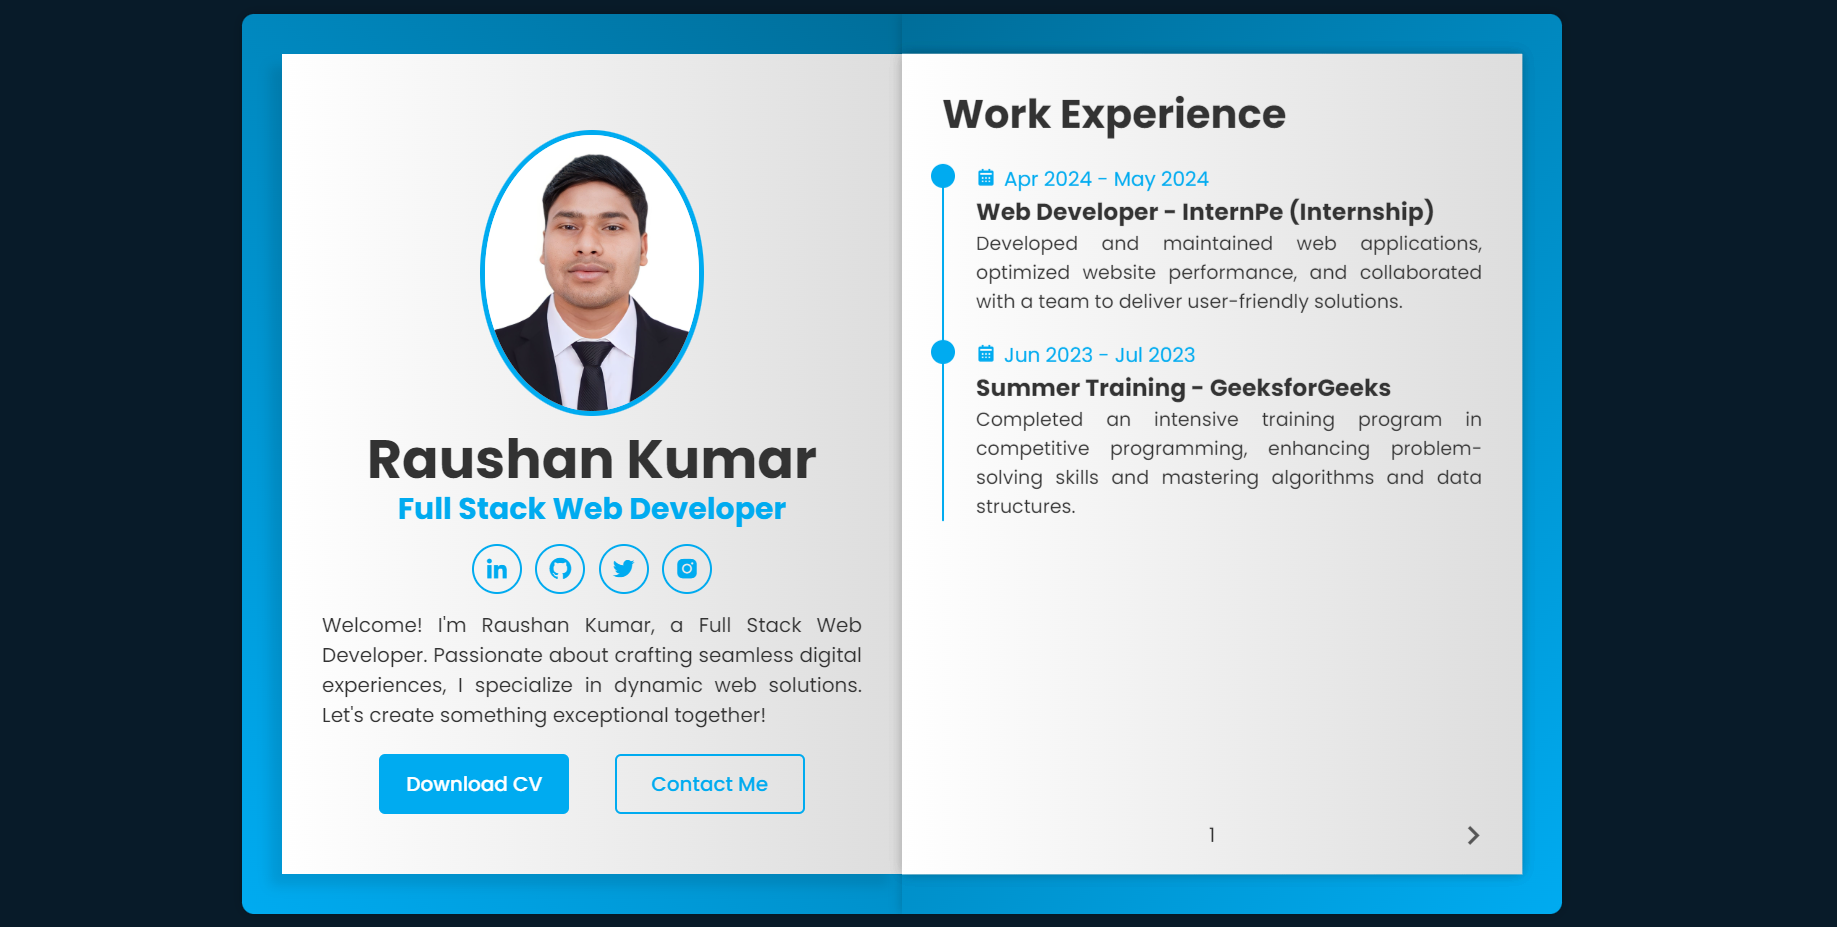 Raushan Kumar
Full Stack Web Developer
Welcome! I'm Raushan Kumar, a Full Stack Web
Developer. Passionate about crafting seamless digital
experiences, I specialize in dynamic web solutions.
Let's create something exceptional together!
Download CV
Contact Me
Work Experience
Apr 2024 - May 2024
Web Developer - InternPe (Internship)
Developed and maintained web applications,
optimized website performance, and collaborated
with a team to deliver user-friendly solutions.
Jun 2023 - Jul 2023
Summer Training - GeeksforGeeks
Completed an intensive training program in
competitive programming, enhancing problem-
solving skills and mastering algorithms and data
structures.
1